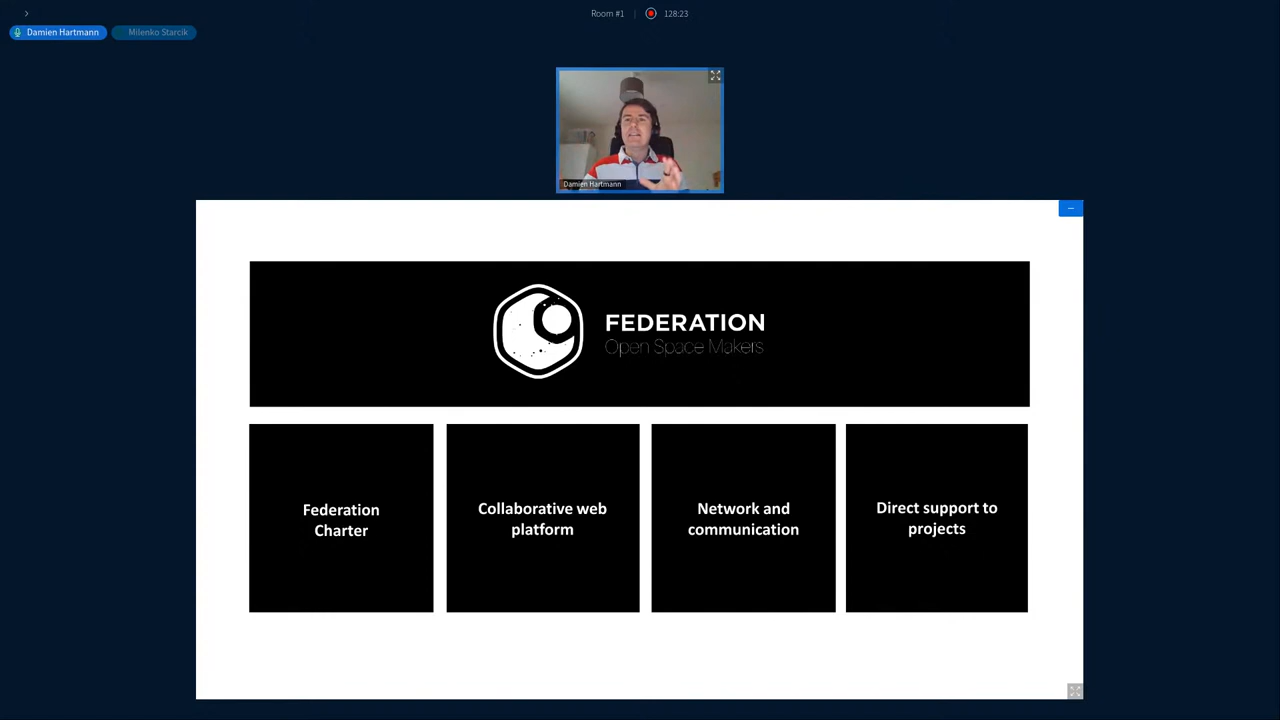 Room #1 128:23
Damien Hartmann Milenko Starcik
Damien Hartmann
FEDERATION
Open Space Makers
Federation
Charter
Collaborative web
platform
Network and
communication
Direct support to
projects